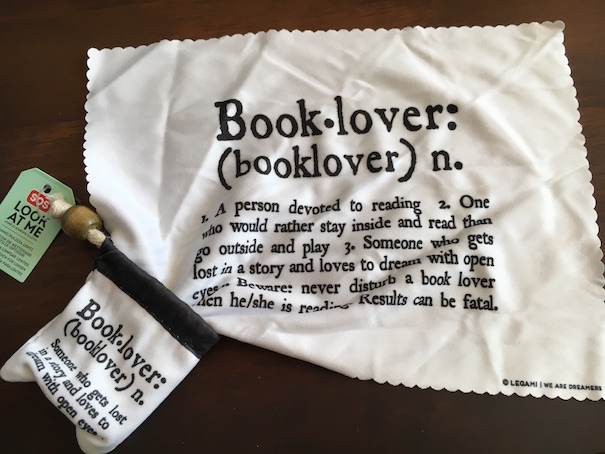 Book•lover:
(booklover) n.
1. A person devoted to reading 2. One
who would rather stay inside and read than
go outside and play 3. Someone who gets
lost in a story and loves to dream with open
eyes Beware: never disturb a book lover
he/she is Results can be fatal.
© LEGAMI | WE ARE DREAMERS
SOS
LOOK
AT ME
Book•lover:
(booklover) n.
Someone who gets lost
in a story and loves to
dream with open eyes